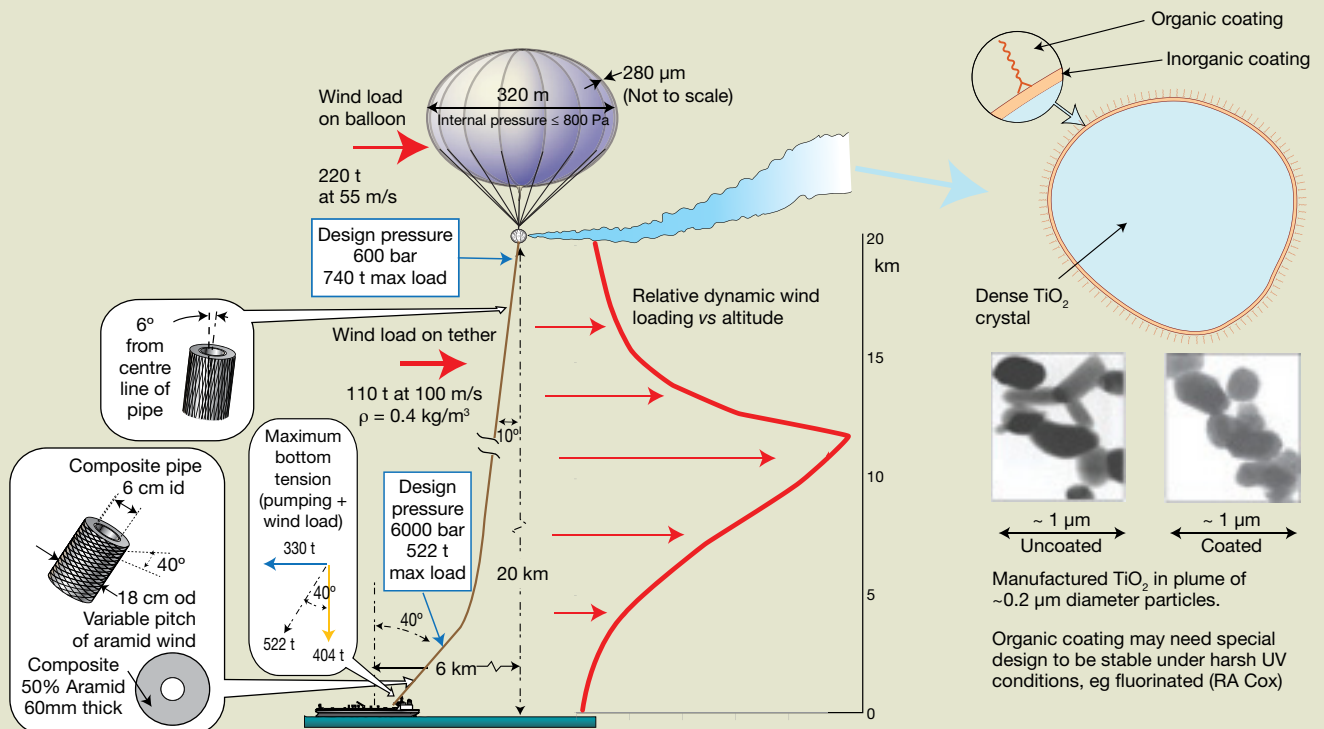 Wind load
on balloon
220 t
at 55 m/s
320 m
Internal pressure ≤ 800 Pa
280 µm
(Not to scale)
Design pressure
600 bar
740 t max load
6º
from
centre
line of
pipe
Wind load on tether
110 t at 100 m/s
ρ = 0.4 kg/m³
10º
Relative dynamic wind
loading vs altitude
20
km
15
10
5
0
Composite pipe
6 cm id
40º
18 cm od
Variable pitch
of aramid wind
Composite
50% Aramid
60mm thick
Maximum
bottom
tension
(pumping +
wind load)
330 t
40º
522 t
404 t
Design
pressure
6000 bar
522 t
max load
40º
20 km
6 km
Organic coating
Inorganic coating
Dense TiO₂
crystal
~ 1 µm
Uncoated
~ 1 µm
Coated
Manufactured TiO₂ in plume of
~0.2 µm diameter particles.
Organic coating may need special
design to be stable under harsh UV
conditions, eg fluorinated (RA Cox)